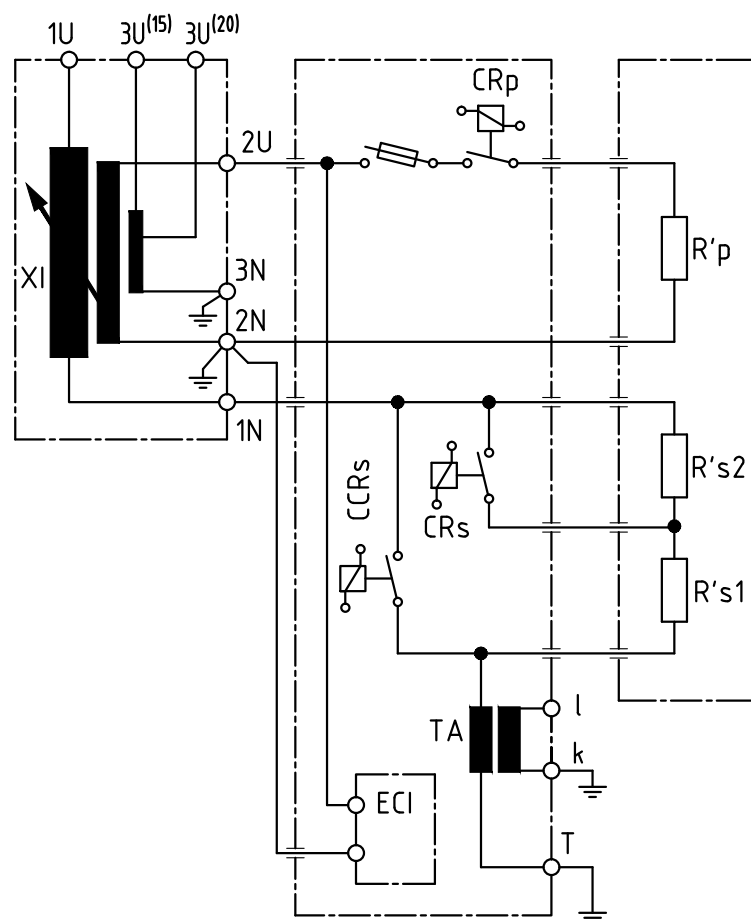 1U
3U(15)
3U(20)
CRp
2U
R'p
XI
3N
2N
1N
CCRs
R's2
CRs
R's1
l
TA
k
ECI
T